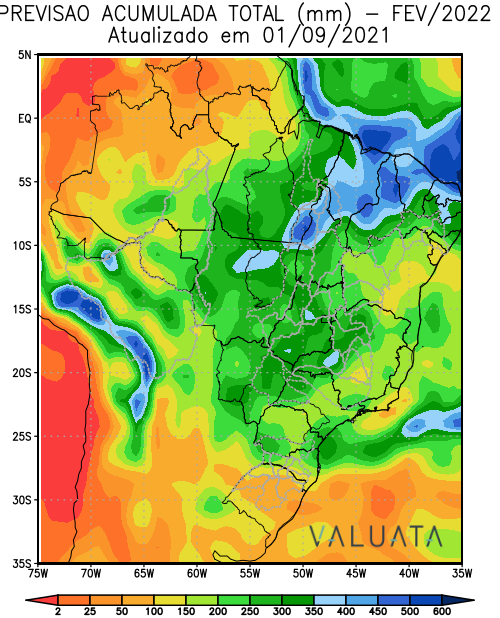 PREVISAO ACUMULADA TOTAL (mm) – FEV/2022
Atualizado em 01/09/2021
5N
EQ
5S
10S
15S
20S
25S
30S
35S
VALUATA
75W 70W 65W 60W 55W 50W 45W 40W 35W
2 25 50 100 150 200 250 300 350 400 450 500 600